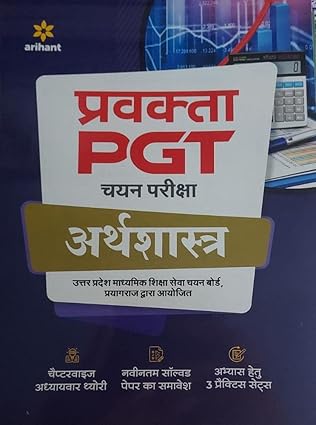 arihant
प्रवक्ता
PGT
चयन परीक्षा
अर्थशास्त्र
उत्तर प्रदेश माध्यमिक शिक्षा सेवा चयन बोर्ड,
प्रयागराज द्वारा आयोजित
चैप्टरवाइज
अध्यायवार थ्योरी
नवीनतम सॉल्वड
पेपर का समावेश
अभ्यास हेतु
3 प्रैक्टिस सेट्स